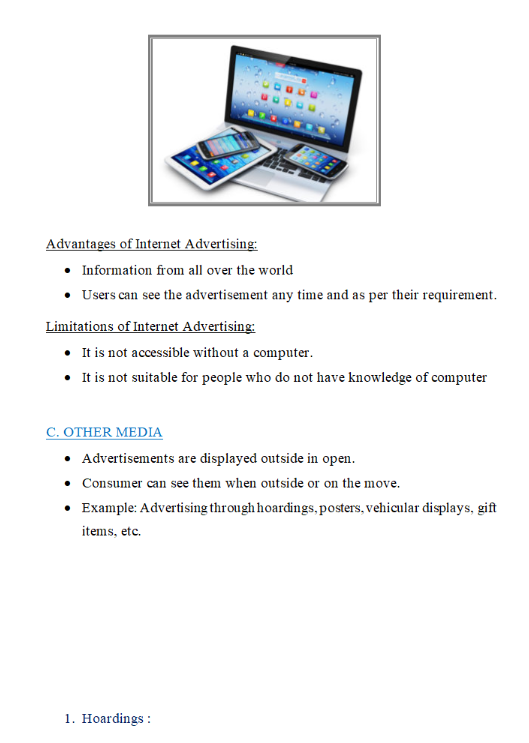 Advantages of Internet Advertising:
• Information from all over the world
• Users can see the advertisement any time and as per their requirement.
Limitations of Internet Advertising:
• It is not accessible without a computer.
• It is not suitable for people who do not have knowledge of computer
C. OTHER MEDIA
• Advertisements are displayed outside in open.
• Consumer can see them when outside or on the move.
• Example: Advertising through hoardings, posters, vehicular displays, gift
items, etc.
1. Hoardings :